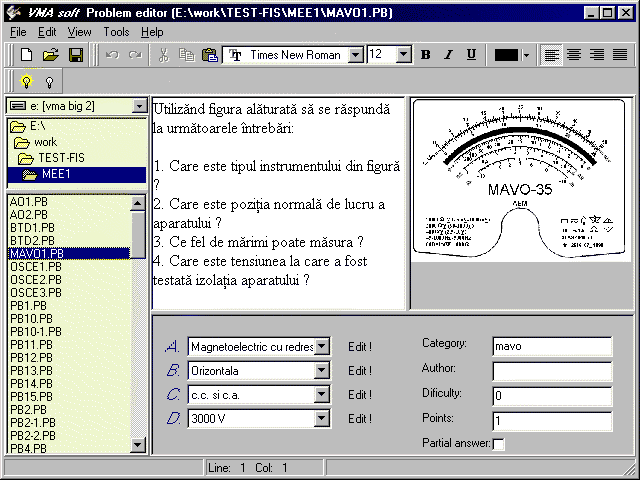 VMA soft Problem editor (E:\work\TEST-FIS\MEE1\MAVO1.PB)
File Edit View Tools Help
Times New Roman 12 B I U
e: [vma big 2]
E:\
work
TEST-FIS
MEE1
AO1.PB
AO2.PB
BTD1.PB
BTD2.PB
MAVO1.PB
OSCE1.PB
OSCE2.PB
OSCE3.PB
PB1.PB
PB10.PB
PB10-1.PB
PB11.PB
PB12.PB
PB13.PB
PB14.PB
PB15.PB
PB2.PB
PB2-1.PB
PB2-2.PB
PB4.PB
Utilizând figura alăturată să se răspundă
la următoarele întrebări:
1. Care este tipul instrumentului din figură
?
2. Care este poziția normală de lucru a
aparatului ?
3. Ce fel de mărimi poate măsura ?
4. Care este tensiunea la care a fost
testată izolația aparatului ?
MAVO-35
AEM
A. Magnetoelectric cu redres Edit !
B. Orizontala Edit !
C. c.c. si c.a. Edit !
D. 3000 V Edit !
Category: mavo
Author:
Dificulty: 0
Points: 1
Partial answer:
Line: 1 Col: 1